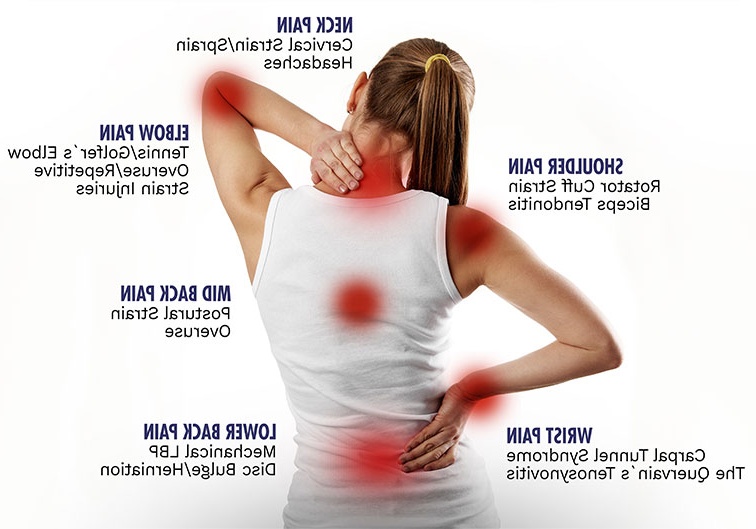 NECK PAIN
Cervical Strain/Sprain
Headaches
ELBOW PAIN
Tennis/Golfer´s Elbow
Overuse/Repetitive
Strain Injuries
SHOULDER PAIN
Rotator Cuff Strain
Biceps Tendonitis
MID BACK PAIN
Postural Strain
Overuse
LOWER BACK PAIN
Mechanical LBP
Disc Bulge/Herniation
WRIST PAIN
Carpal Tunnel Syndrome
The Quervain´s Tenosynovitis